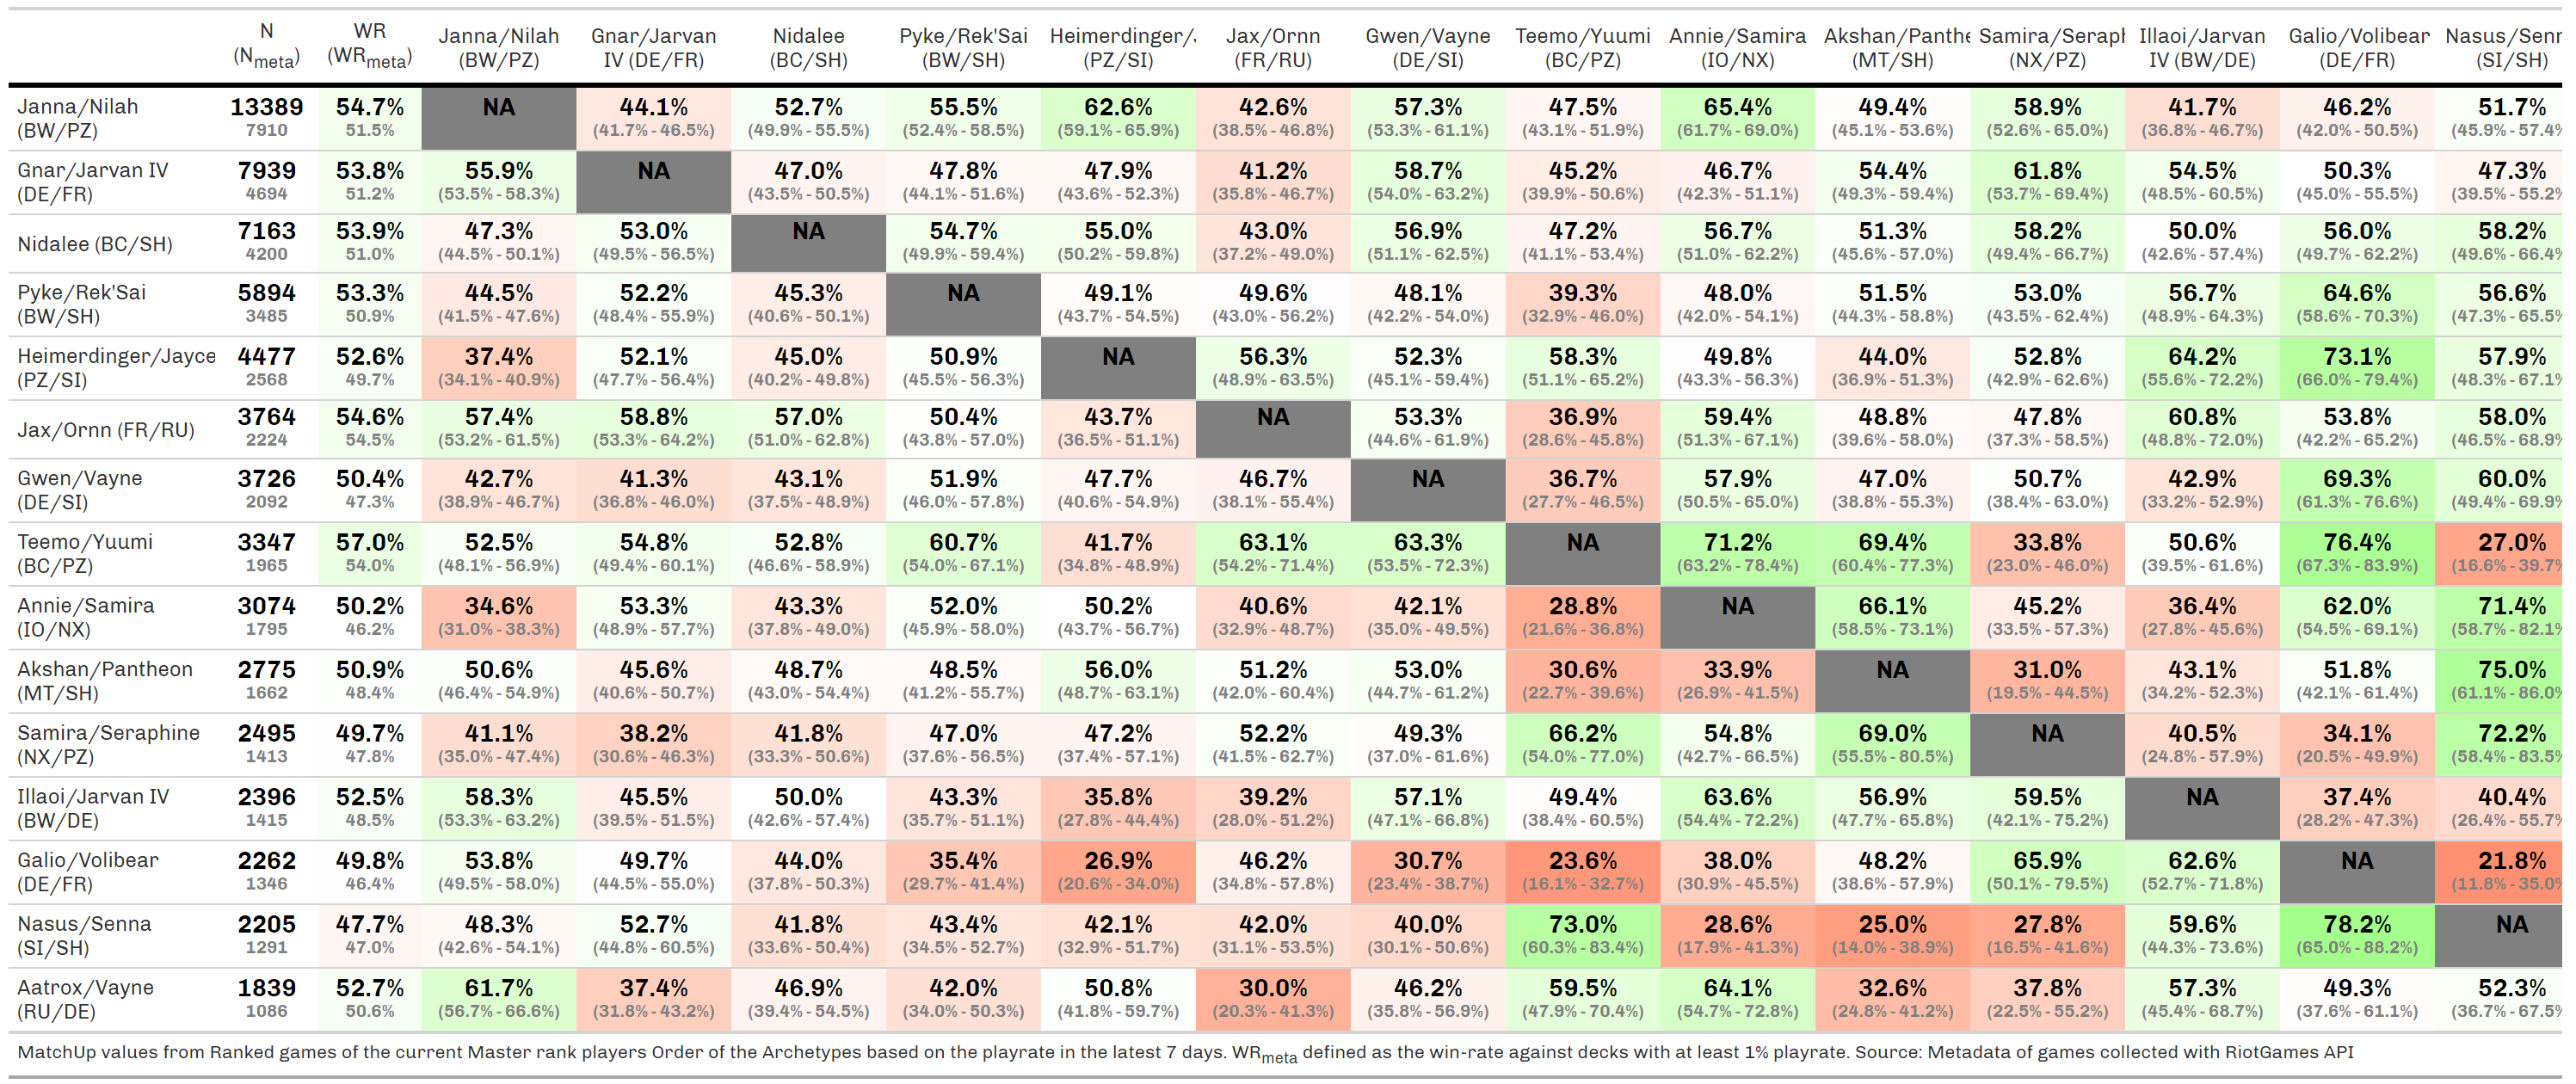 N WR Janna/Nilah Gnar/Jarvan Nidalee Pyke/Rek'Sai Heimerdinger/J Jax/Ornn Gwen/Vayne Teemo/Yuumi Annie/Samira Akshan/Panthe Samira/Seraph Illaoi/Jarvan Galio/Volibear Nasus/Senn
(Nmeta) (WRmeta) (BW/PZ) IV (DE/FR) (BC/SH) (BW/SH) (PZ/SI) (FR/RU) (DE/SI) (BC/PZ) (IO/NX) (MT/SH) (NX/PZ) IV (BW/DE) (DE/FR) (SI/SH)
Janna/Nilah 13389 54.7% NA 44.1% 52.7% 55.5% 62.6% 42.6% 57.3% 47.5% 65.4% 49.4% 58.9% 41.7% 46.2% 51.7%
(BW/PZ) 7910 51.5% (41.7% - 46.5%) (49.9% - 55.5%) (52.4% - 58.5%) (59.1% - 65.9%) (38.5% - 46.8%) (53.3% - 61.1%) (43.1% - 51.9%) (61.7% - 69.0%) (45.1% - 53.6%) (52.6% - 65.0%) (36.8% - 46.7%) (42.0% - 50.5%) (45.9% - 57.4%
Gnar/Jarvan IV 7939 53.8% 55.9% NA 47.0% 47.8% 47.9% 41.2% 58.7% 45.2% 46.7% 54.4% 61.8% 54.5% 50.3% 47.3%
(DE/FR) 4694 51.2% (53.5% - 58.3%) (43.5% - 50.5%) (44.1% - 51.6%) (43.6% - 52.3%) (35.8% - 46.7%) (54.0% - 63.2%) (39.9% - 50.6%) (42.3% - 51.1%) (49.3% - 59.4%) (53.7% - 69.4%) (48.5% - 60.5%) (45.0% - 55.5%) (39.5% - 55.2%
Nidalee (BC/SH) 7163 53.9% 47.3% 53.0% NA 54.7% 55.0% 43.0% 56.9% 47.2% 56.7% 51.3% 58.2% 50.0% 56.0% 58.2%
4200 51.0% (44.5% - 50.1%) (49.5% - 56.5%) (49.9% - 59.4%) (50.2% - 59.8%) (37.2% - 49.0%) (51.1% - 62.5%) (41.1% - 53.4%) (51.0% - 62.2%) (45.6% - 57.0%) (49.4% - 66.7%) (42.6% - 57.4%) (49.7% - 62.2%) (49.6% - 66.4%
Pyke/Rek'Sai 5894 53.3% 44.5% 52.2% 45.3% NA 49.1% 49.6% 48.1% 39.3% 48.0% 51.5% 53.0% 56.7% 64.6% 56.6%
(BW/SH) 3485 50.9% (41.5% - 47.6%) (48.4% - 55.9%) (40.6% - 50.1%) (43.7% - 54.5%) (43.0% - 56.2%) (42.2% - 54.0%) (32.9% - 46.0%) (42.0% - 54.1%) (44.3% - 58.8%) (43.5% - 62.4%) (48.9% - 64.3%) (58.6% - 70.3%) (47.3% - 65.5%
Heimerdinger/Jayce 4477 52.6% 37.4% 52.1% 45.0% 50.9% NA 56.3% 52.3% 58.3% 49.8% 44.0% 52.8% 64.2% 73.1% 57.9%
(PZ/SI) 2568 49.7% (34.1% - 40.9%) (47.7% - 56.4%) (40.2% - 49.8%) (45.5% - 56.3%) (48.9% - 63.5%) (45.1% - 59.4%) (51.1% - 65.2%) (43.3% - 56.3%) (36.9% - 51.3%) (42.9% - 62.6%) (55.6% - 72.2%) (66.0% - 79.4%) (48.3% - 67.1%
Jax/Ornn (FR/RU) 3764 54.6% 57.4% 58.8% 57.0% 50.4% 43.7% NA 53.3% 36.9% 59.4% 48.8% 47.8% 60.8% 53.8% 58.0%
2224 54.5% (53.2% - 61.5%) (53.3% - 64.2%) (51.0% - 62.8%) (43.8% - 57.0%) (36.5% - 51.1%) (44.6% - 61.9%) (28.6% - 45.8%) (51.3% - 67.1%) (39.6% - 58.0%) (37.3% - 58.5%) (48.8% - 72.0%) (42.2% - 65.2%) (46.5% - 68.9%
Gwen/Vayne 3726 50.4% 42.7% 41.3% 43.1% 51.9% 47.7% 46.7% NA 36.7% 57.9% 47.0% 50.7% 42.9% 69.3% 60.0%
(DE/SI) 2092 47.3% (38.9% - 46.7%) (36.8% - 46.0%) (37.5% - 48.9%) (46.0% - 57.8%) (40.6% - 54.9%) (38.1% - 55.4%) (27.7% - 46.5%) (50.5% - 65.0%) (38.8% - 55.3%) (38.4% - 63.0%) (33.2% - 52.9%) (61.3% - 76.6%) (49.4% - 69.9%
Teemo/Yuumi 3347 57.0% 52.5% 54.8% 52.8% 60.7% 41.7% 63.1% 63.3% NA 71.2% 69.4% 33.8% 50.6% 76.4% 27.0%
(BC/PZ) 1965 54.0% (48.1% - 56.9%) (49.4% - 60.1%) (46.6% - 58.9%) (54.0% - 67.1%) (34.8% - 48.9%) (54.2% - 71.4%) (53.5% - 72.3%) (63.2% - 78.4%) (60.4% - 77.3%) (23.0% - 46.0%) (39.5% - 61.6%) (67.3% - 83.9%) (16.6% - 39.7%
Annie/Samira 3074 50.2% 34.6% 53.3% 43.3% 52.0% 50.2% 40.6% 42.1% 28.8% NA 66.1% 45.2% 36.4% 62.0% 71.4%
(IO/NX) 1795 46.2% (31.0% - 38.3%) (48.9% - 57.7%) (37.8% - 49.0%) (45.9% - 58.0%) (43.7% - 56.7%) (32.9% - 48.7%) (35.0% - 49.5%) (21.6% - 36.8%) (58.5% - 73.1%) (33.5% - 57.3%) (27.8% - 45.6%) (54.5% - 69.1%) (58.7% - 82.1%
Akshan/Pantheon 2775 50.9% 50.6% 45.6% 48.7% 48.5% 56.0% 51.2% 53.0% 30.6% 33.9% NA 31.0% 43.1% 51.8% 75.0%
(MT/SH) 1662 48.4% (46.4% - 54.9%) (40.6% - 50.7%) (43.0% - 54.4%) (41.2% - 55.7%) (48.7% - 63.1%) (42.0% - 60.4%) (44.7% - 61.2%) (22.7% - 39.6%) (26.9% - 41.5%) (19.5% - 44.5%) (34.2% - 52.3%) (42.1% - 61.4%) (61.1% - 86.0%
Samira/Seraphine 2495 49.7% 41.1% 38.2% 41.8% 47.0% 47.2% 52.2% 49.3% 66.2% 54.8% 69.0% NA 40.5% 34.1% 72.2%
(NX/PZ) 1413 47.8% (35.0% - 47.4%) (30.6% - 46.3%) (33.3% - 50.6%) (37.6% - 56.5%) (37.4% - 57.1%) (41.5% - 62.7%) (37.0% - 61.6%) (54.0% - 77.0%) (42.7% - 66.5%) (55.5% - 80.5%) (24.8% - 57.9%) (20.5% - 49.9%) (58.4% - 83.5%
Illaoi/Jarvan IV 2396 52.5% 58.3% 45.5% 50.0% 43.3% 35.8% 39.2% 57.1% 49.4% 63.6% 56.9% 59.5% NA 37.4% 40.4%
(BW/DE) 1415 48.5% (53.3% - 63.2%) (39.5% - 51.5%) (42.6% - 57.4%) (35.7% - 51.1%) (27.8% - 44.4%) (28.0% - 51.2%) (47.1% - 66.8%) (38.4% - 60.5%) (54.4% - 72.2%) (47.7% - 65.8%) (42.1% - 75.2%) (28.2% - 47.3%) (26.4% - 55.7%
Galio/Volibear 2262 49.8% 53.8% 49.7% 44.0% 35.4% 26.9% 46.2% 30.7% 23.6% 38.0% 48.2% 65.9% 62.6% NA 21.8%
(DE/FR) 1346 46.4% (49.5% - 58.0%) (44.5% - 55.0%) (37.8% - 50.3%) (29.7% - 41.4%) (20.6% - 34.0%) (34.8% - 57.8%) (23.4% - 38.7%) (16.1% - 32.7%) (30.9% - 45.5%) (38.6% - 57.9%) (50.1% - 79.5%) (52.7% - 71.8%) (11.8% - 35.0%
Nasus/Senna 2205 47.7% 48.3% 52.7% 41.8% 43.4% 42.1% 42.0% 40.0% 73.0% 28.6% 25.0% 27.8% 59.6% 78.2% NA
(SI/SH) 1291 47.0% (42.6% - 54.1%) (44.8% - 60.5%) (33.6% - 50.4%) (34.5% - 52.7%) (32.9% - 51.7%) (31.1% - 53.5%) (30.1% - 50.6%) (60.3% - 83.4%) (17.9% - 41.3%) (14.0% - 38.9%) (16.5% - 41.6%) (44.3% - 73.6%) (65.0% - 88.2%)
Aatrox/Vayne 1839 52.7% 61.7% 37.4% 46.9% 42.0% 50.8% 30.0% 46.2% 59.5% 64.1% 32.6% 37.8% 57.3% 49.3% 52.3%
(RU/DE) 1086 50.6% (56.7% - 66.6%) (31.8% - 43.2%) (39.4% - 54.5%) (34.0% - 50.3%) (41.8% - 59.7%) (20.3% - 41.3%) (35.8% - 56.9%) (47.9% - 70.4%) (54.7% - 72.8%) (24.8% - 41.2%) (22.5% - 55.2%) (45.4% - 68.7%) (37.6% - 61.1%) (36.7% - 67.5%
MatchUp values from Ranked games of the current Master rank players Order of the Archetypes based on the playrate in the latest 7 days. WRmeta defined as the win-rate against decks with at least 1% playrate. Source: Metadata of games collected with RiotGames API